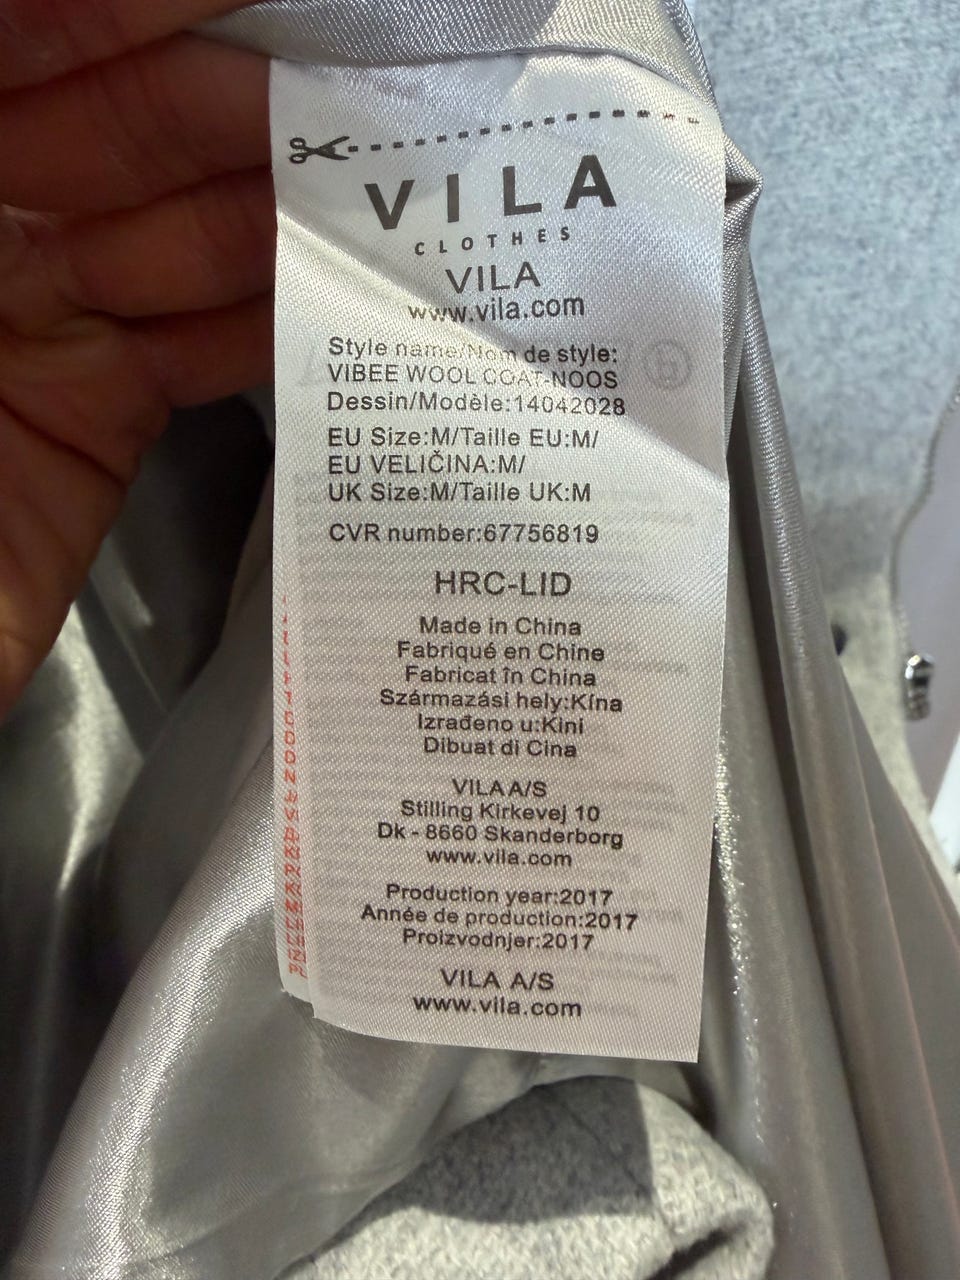 VILA
CLOTHES
VILA
www.vila.com
Style name/Nom de style:
VIBEE WOOL COAT-NOOS
Dessin/Modèle:14042028
EU Size:M/Taille EU:M/
EU VELIČINA:M/
UK Size:M/Taille UK:M
CVR number:67756819
HRC-LID
Made in China
Fabriqué en Chine
Fabricat în China
Származási hely:Kína
Izrađeno u:Kini
Dibuat di Cina
VILA A/S
Stilling Kirkevej 10
Dk - 8660 Skanderborg
www.vila.com
Production year:2017
Année de production:2017
Proizvodnjer:2017
VILA A/S
www.vila.com